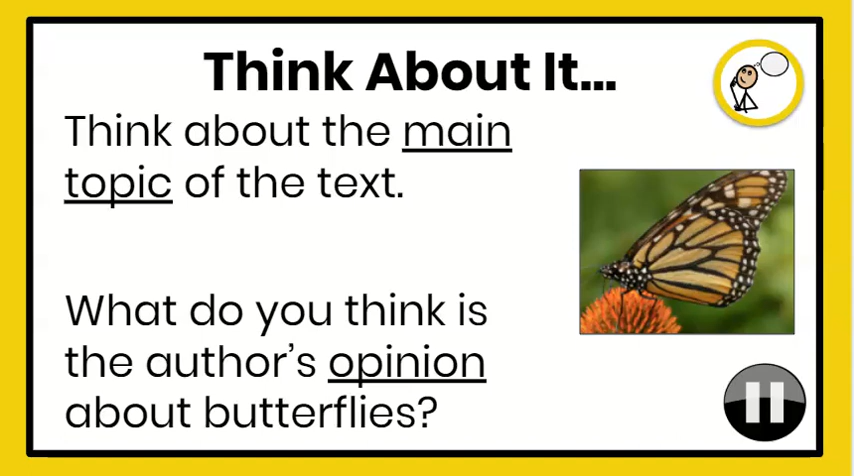 Think About It...
Think about the main
topic of the text.
What do you think is
the author's opinion
about butterflies?